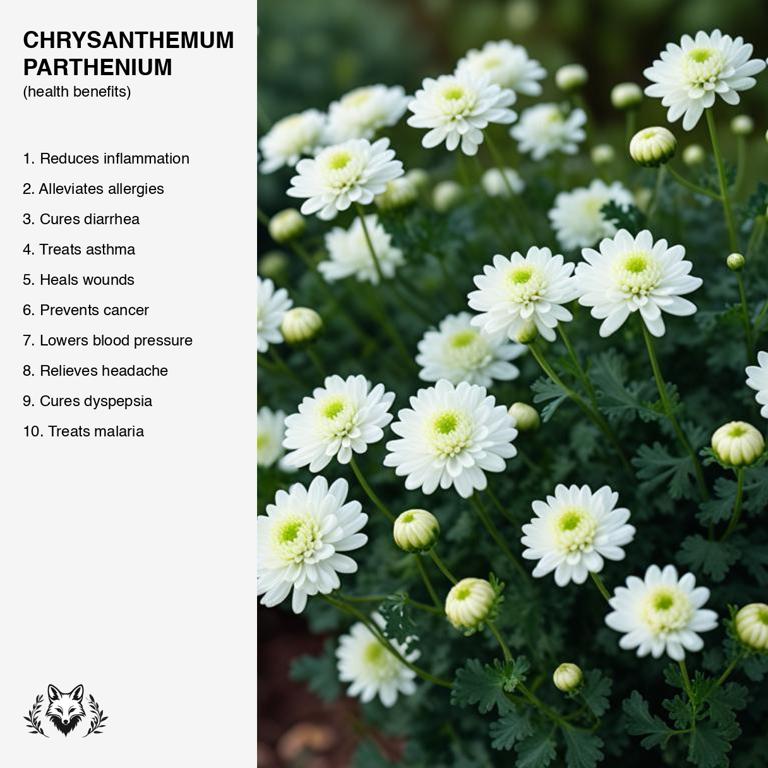 CHRYSANTHEMUM
PARTHENIUM
(health benefits)
1. Reduces inflammation
2. Alleviates allergies
3. Cures diarrhea
4. Treats asthma
5. Heals wounds
6. Prevents cancer
7. Lowers blood pressure
8. Relieves headache
9. Cures dyspepsia
10. Treats malaria